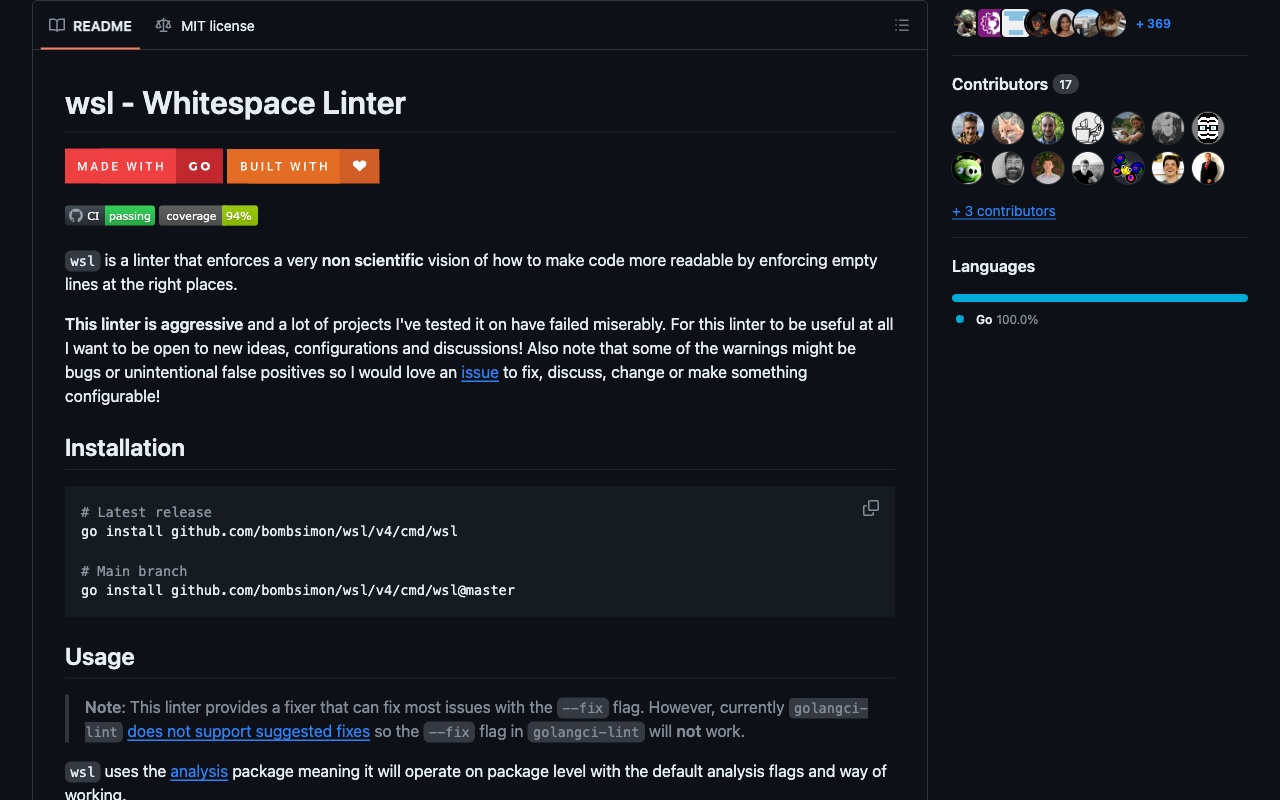 README
MIT license
wsl - Whitespace Linter
MADE WITH GO BUILT WITH
CI passing coverage 94%
wsl is a linter that enforces a very non scientific vision of how to make code more readable by enforcing empty
lines at the right places.
This linter is aggressive and a lot of projects I've tested it on have failed miserably. For this linter to be useful at all
I want to be open to new ideas, configurations and discussions! Also note that some of the warnings might be
bugs or unintentional false positives so I would love an issue to fix, discuss, change or make something
configurable!
Installation
# Latest release
go install github.com/bombsimon/wsl/v4/cmd/wsl
# Main branch
go install github.com/bombsimon/wsl/v4/cmd/wsl@master
Usage
Note: This linter provides a fixer that can fix most issues with the --fix flag. However, currently golangci-
lint does not support suggested fixes so the --fix flag in golangci-lint will not work.
wsl uses the analysis package meaning it will operate on package level with the default analysis flags and way of
working.
+ 369
Contributors 17
+ 3 contributors
Languages
Go 100.0%